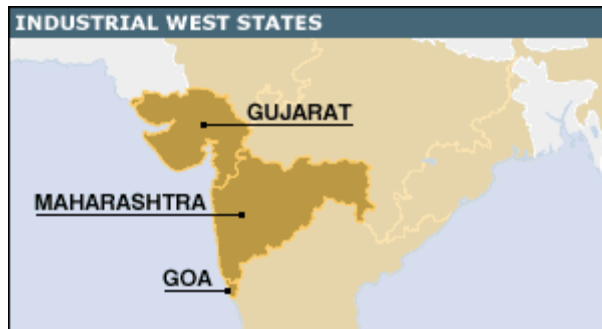 INDUSTRIAL WEST STATES
GUJARAT
MAHARASHTRA
GOA